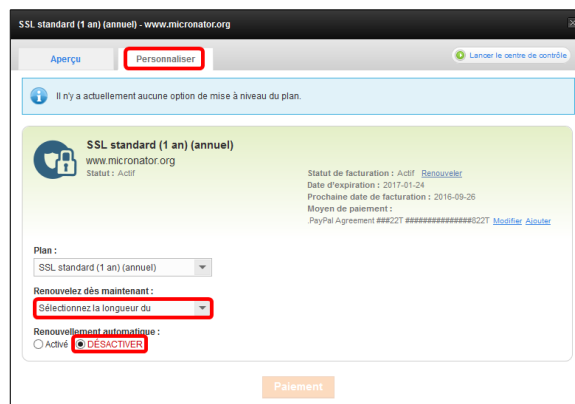 SSL standard (1 an) (annuel) - www.micronator.org
Aperçu
Personnaliser
Lancer le centre de contrôle
Il n'y a actuellement aucune option de mise à niveau du plan.
SSL standard (1 an) (annuel)
www.micronator.org
Statut : Actif
Statut de facturation : Actif Renouveler
Date d'expiration : 2017-01-24
Prochaine date de facturation : 2016-09-26
Moyen de paiement :
.PayPal Agreement ###22T ################822T Modifier Ajouter
Plan :
SSL standard (1 an) (annuel)
Renouvelez dès maintenant :
Sélectionnez la longueur du
Renouvellement automatique :
Activé DÉSACTIVER
Paiement